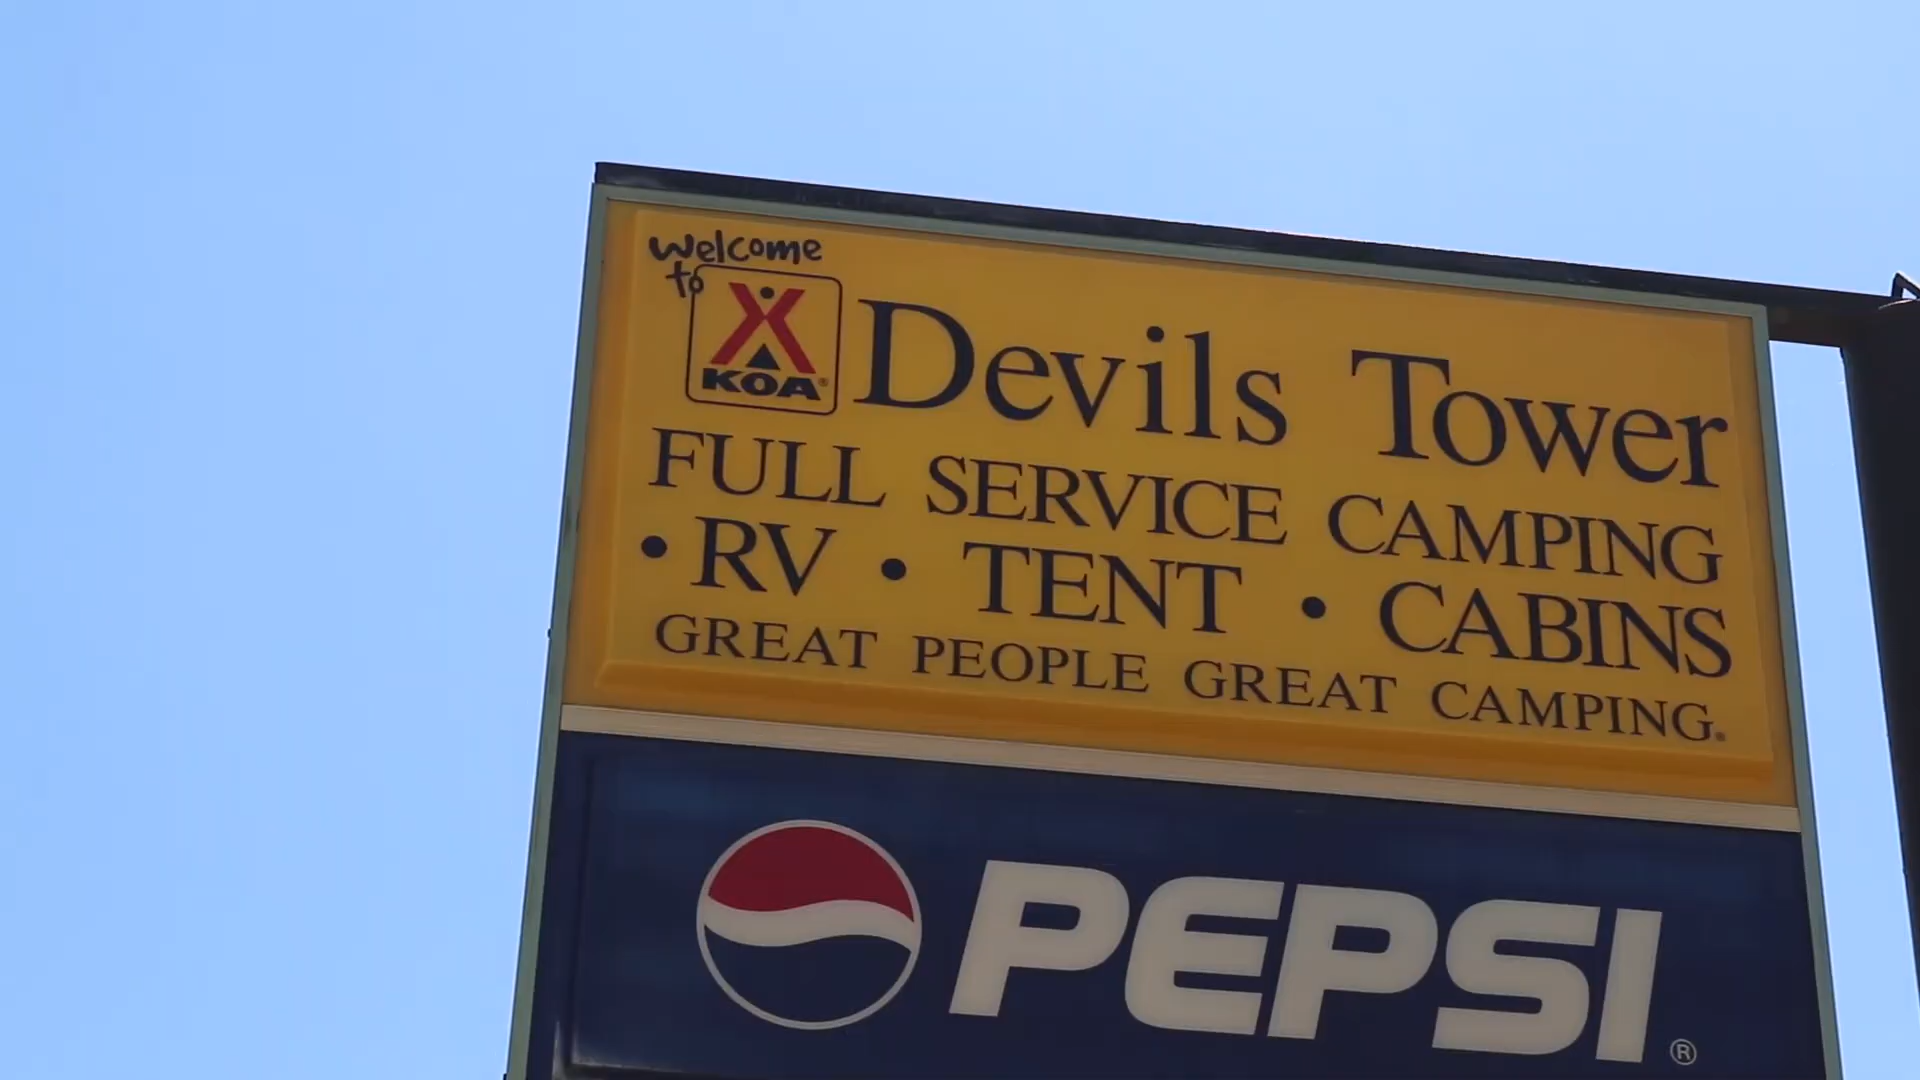 welcome
to
KOA®
Devils Tower
FULL SERVICE CAMPING
• RV • TENT • CABINS
GREAT PEOPLE GREAT CAMPING®
PEPSI®